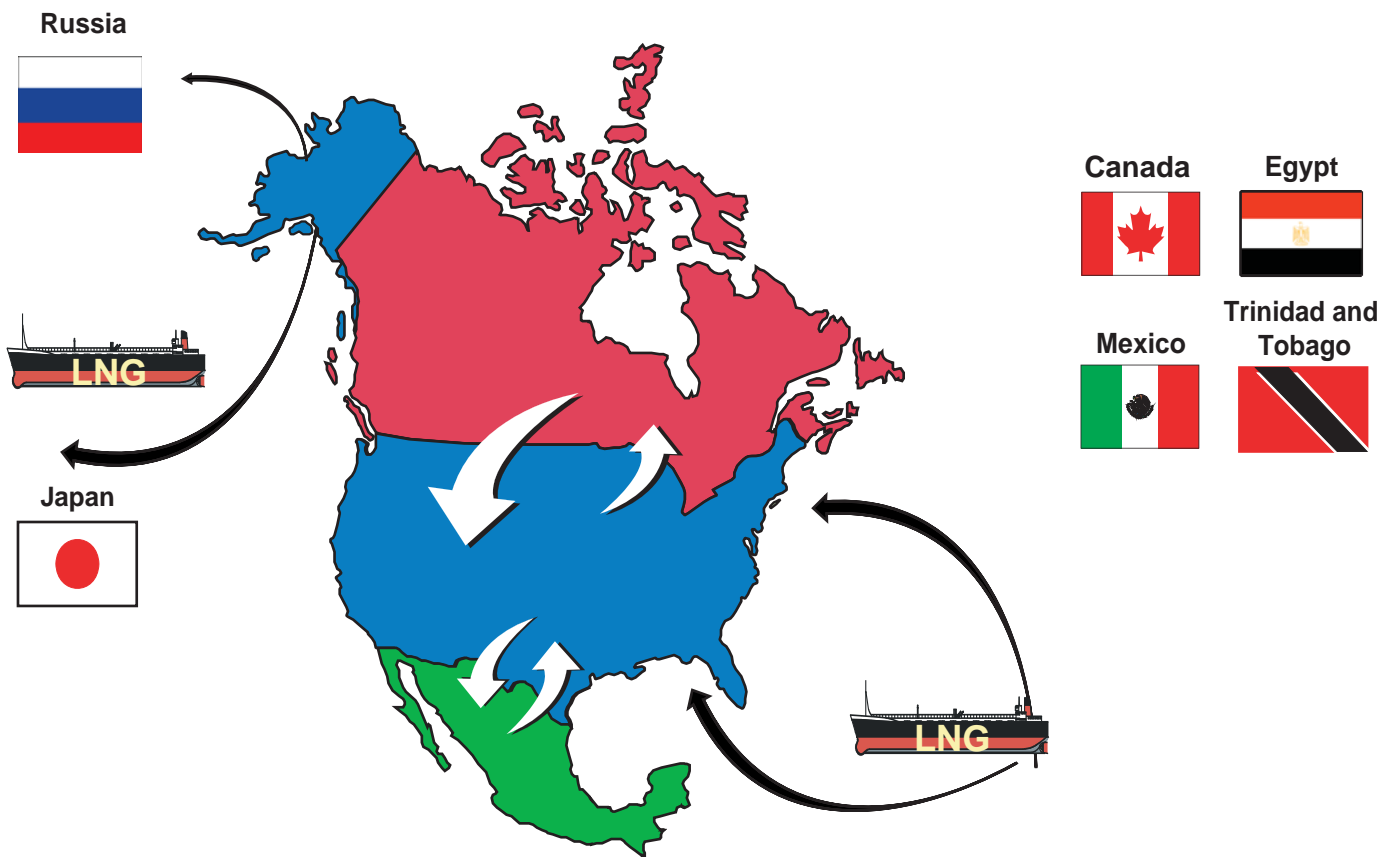 Russia
LNG
Japan
Canada
Egypt
Mexico
Trinidad and
Tobago
LNG